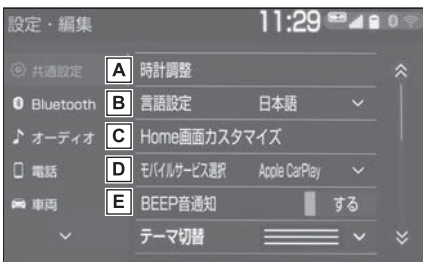 設定・編集 11:29
共通設定 A 時計調整
Bluetooth B 言語設定 日本語
オーディオ C Home画面カスタマイズ
電話 D モバイルサービス選択 Apple CarPlay
車両 E BEEP音通知 する
テーマ切替